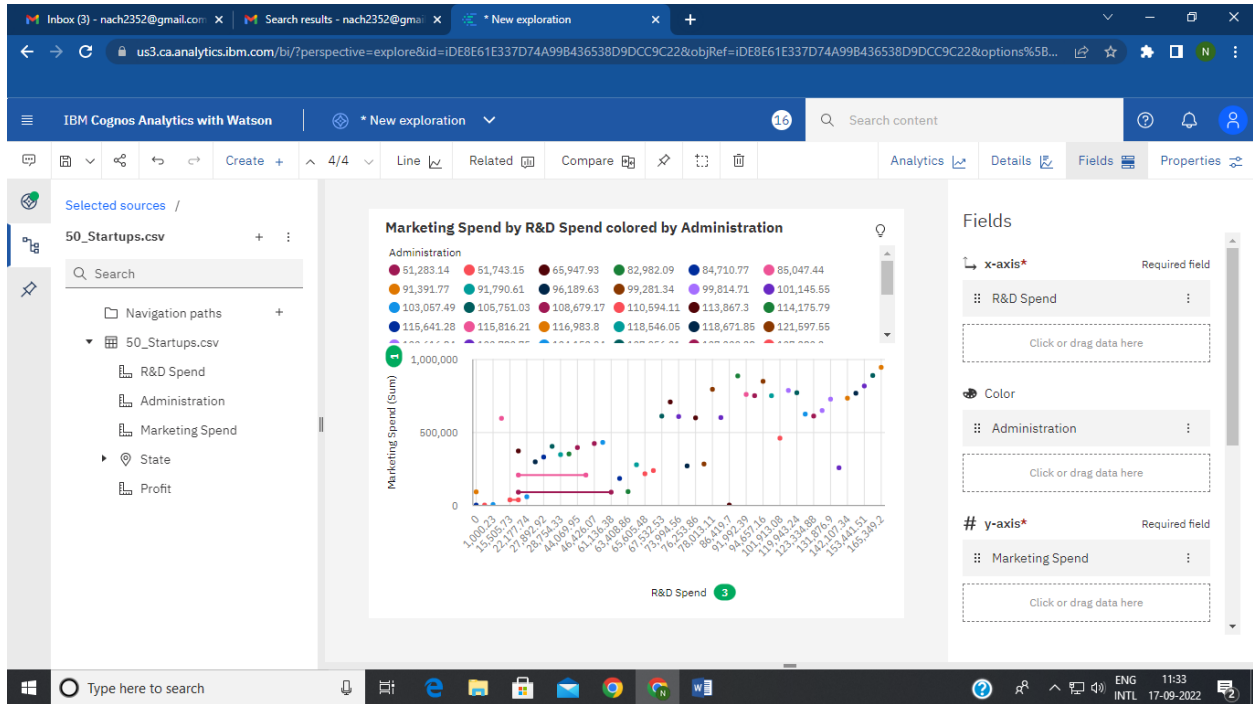 Inbox (3) - nach2352@gmail.com
Search results - nach2352@gmai
* New exploration
us3.ca.analytics.ibm.com/bi/?perspective=explore&id=iDE8E61E337D74A99B436538D9DCC9C22&objRef=iDE8E61E337D74A99B436538D9DCC9C22&options%5B...
N
IBM Cognos Analytics with Watson
* New exploration
16
Search content
Create +
4/4
Line
Related
Compare
Analytics
Details
Fields
Properties
Selected sources /
50_Startups.csv
Search
Navigation paths
50_Startups.csv
R&D Spend
Administration
Marketing Spend
State
Profit
Marketing Spend by R&D Spend colored by Administration
Administration
51,283.14 51,743.15 65,947.93 82,982.09 84,710.77 85,047.44
91,391.77 91,790.61 96,189.63 99,281.34 99,814.71 101,145.55
103,057.49 105,751.03 108,679.17 110,594.11 113,867.3 114,175.79
115,641.28 115,816.21 116,983.8 118,546.05 118,671.85 121,597.55
1
Marketing Spend (Sum)
1,000,000
500,000
0
0 1,000.23 15,505.73 22,177.74 27,892.92 28,754.33 44,069.95 46,426.07 61,136.38 63,408.86 65,605.48 67,532.53 73,994.56 76,253.86 78,013.11 86,419.7 91,992.39 94,657.16 101,913.08 119,943.24 123,334.88 131,876.9 142,107.34 153,441.51 165,349.2
R&D Spend 3
Fields
x-axis* Required field
R&D Spend
Click or drag data here
Color
Administration
Click or drag data here
y-axis* Required field
Marketing Spend
Click or drag data here
Type here to search
ENG
INTL
11:33
17-09-2022
2